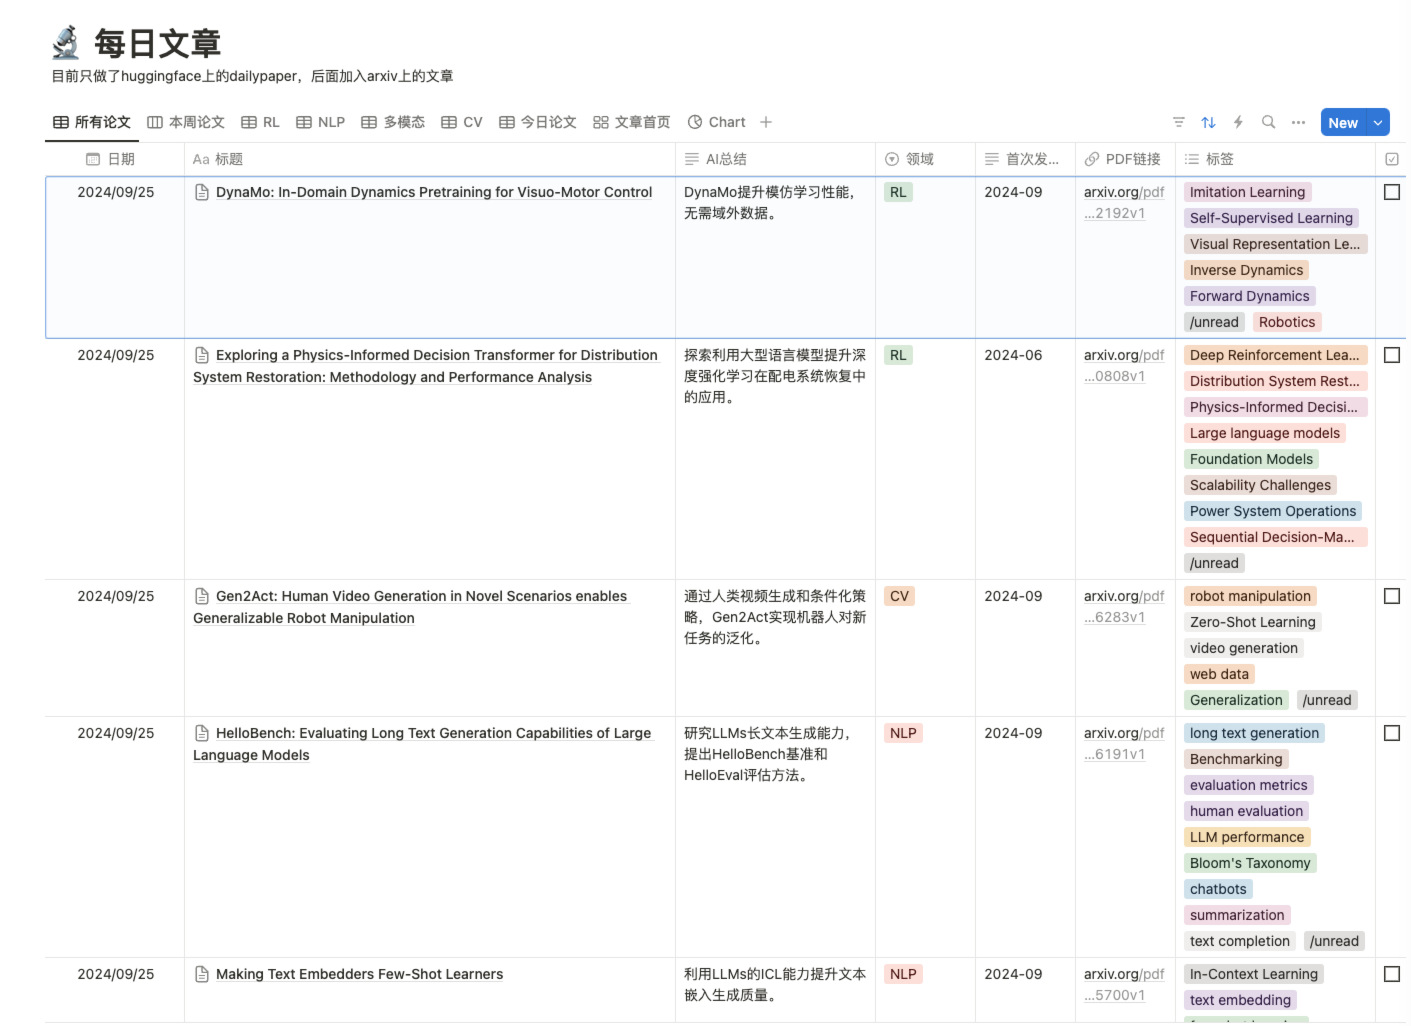 每日文章
目前只做了huggingface上的dailypaper，后面加入arxiv上的文章
所有论文 本周论文 RL NLP 多模态 CV 今日论文 文章首页 Chart New
日期 Aa 标题 AI总结 领域 首次发... PDF链接 标签
2024/09/25 DynaMo: In-Domain Dynamics Pretraining for Visuo-Motor Control DynaMo提升模仿学习性能， RL 2024-09 arxiv.org/pdf Imitation Learning
无需域外数据。 ...2192v1
Self-Supervised Learning
Visual Representation Le...
Inverse Dynamics
Forward Dynamics
/unread Robotics
2024/09/25 Exploring a Physics-Informed Decision Transformer for Distribution 探索利用大型语言模型提升深 RL 2024-06 arxiv.org/pdf Deep Reinforcement Lea...
System Restoration: Methodology and Performance Analysis 度强化学习在配电系统恢复中 ...0808v1 Distribution System Rest...
的应用。
Physics-Informed Decisi...
Large language models
Foundation Models
Scalability Challenges
Power System Operations
Sequential Decision-Ma...
/unread
2024/09/25 Gen2Act: Human Video Generation in Novel Scenarios enables 通过人类视频生成和条件化策 CV 2024-09 arxiv.org/pdf robot manipulation
Generalizable Robot Manipulation 略，Gen2Act实现机器人对新 ...6283v1 Zero-Shot Learning
任务的泛化。
video generation
web data
Generalization /unread
2024/09/25 HelloBench: Evaluating Long Text Generation Capabilities of Large 研究LLMs长文本生成能力， NLP 2024-09 arxiv.org/pdf long text generation
Language Models 提出HelloBench基准和 ...6191v1 Benchmarking
HelloEval评估方法。
evaluation metrics
human evaluation
LLM performance
Bloom's Taxonomy
chatbots
summarization
text completion /unread
2024/09/25 Making Text Embedders Few-Shot Learners 利用LLMs的ICL能力提升文本 NLP 2024-09 arxiv.org/pdf In-Context Learning
嵌入生成质量。 ...5700v1 text embedding